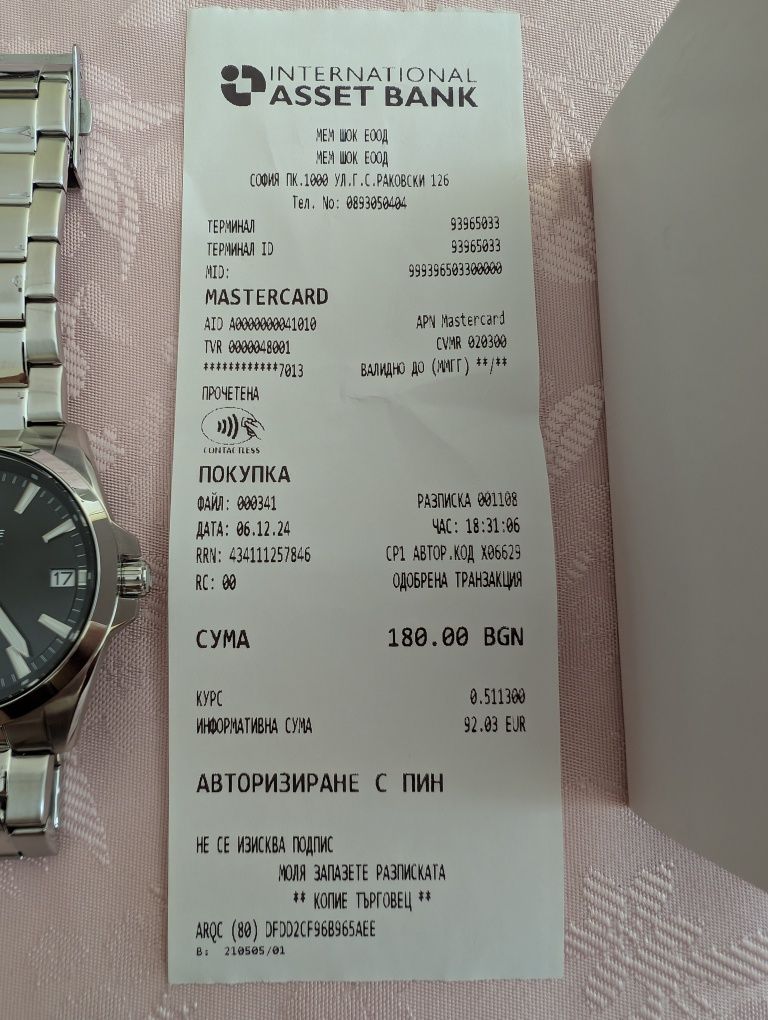 INTERNATIONAL
ASSET BANK
МЕМ ШОК ЕООД
МЕМ ШОК ЕООД
СОФИЯ ПК.1000 УЛ.Г.С.РАКОВСКИ 126
Тел. No: 0893050404
ТЕРМИНАЛ 93965033
ТЕРМИНАЛ ID 93965033
MID: 999396503300000
MASTERCARD
AID A0000000041010 APN Mastercard
TVR 0000048001 CVMR 020300
************7013 ВАЛИДНО ДО (ММГГ) **/**
ПРОЧЕТЕНА
CONTACTLESS
ПОКУПКА
ФАЙЛ: 000341 РАЗПИСКА 001108
ДАТА: 06.12.24 ЧАС: 18:31:06
RRN: 434111257846 СР1 АВТОР.КОД X06629
RC: 00 ОДОБРЕНА ТРАНЗАКЦИЯ
СУМА 180.00 BGN
КУРС 0.511300
ИНФОРМАТИВНА СУМА 92.03 EUR
АВТОРИЗИРАНЕ С ПИН
НЕ СЕ ИЗИСКВА ПОДПИС
МОЛЯ ЗАПАЗЕТЕ РАЗПИСКАТА
** КОПИЕ ТЪРГОВЕЦ **
ARQC (80) DFDD2CF96B965AEE
B: 210505/01
17